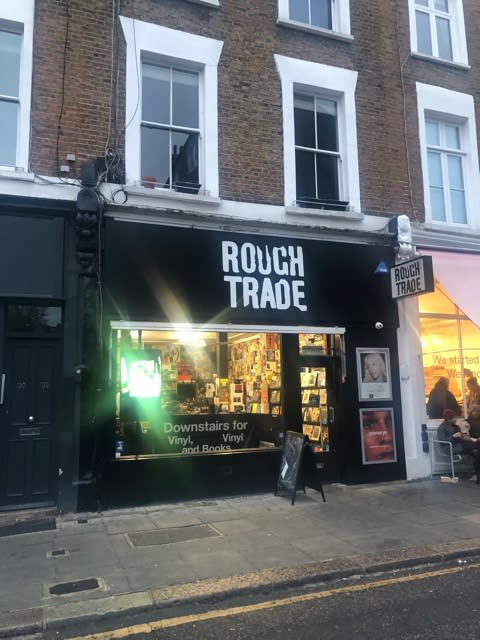 ROUGH
TRADE
ROUGH
TRADE
We started
Downstairs for
Vinyl, Vinyl
and Books